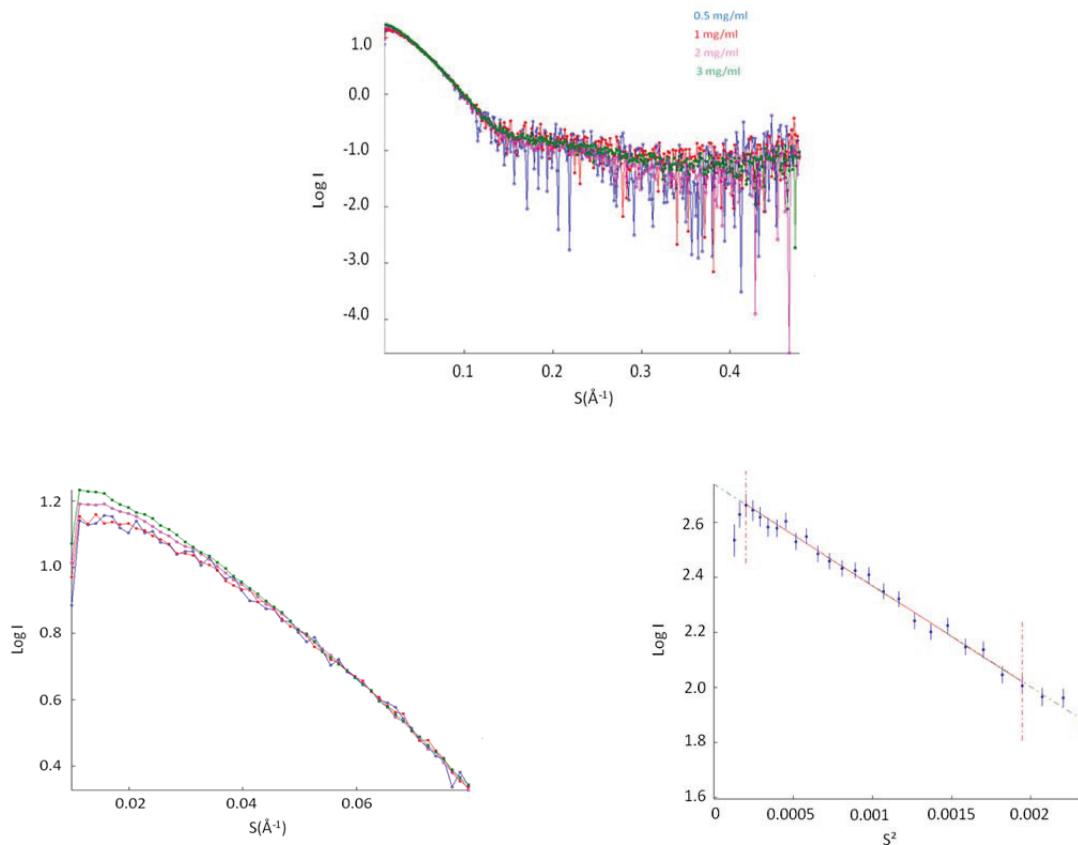 0.5 mg/ml
1 mg/ml
2 mg/ml
3 mg/ml
1.0
0.0
-1.0
-2.0
-3.0
-4.0
Log I
0.1 0.2 0.3 0.4
S(Å⁻¹)
1.2
1.0
0.8
0.6
0.4
Log I
0.02 0.04 0.06
S(Å⁻¹)
2.6
2.4
2.2
2.0
1.8
1.6
Log I
0 0.0005 0.001 0.0015 0.002
S²